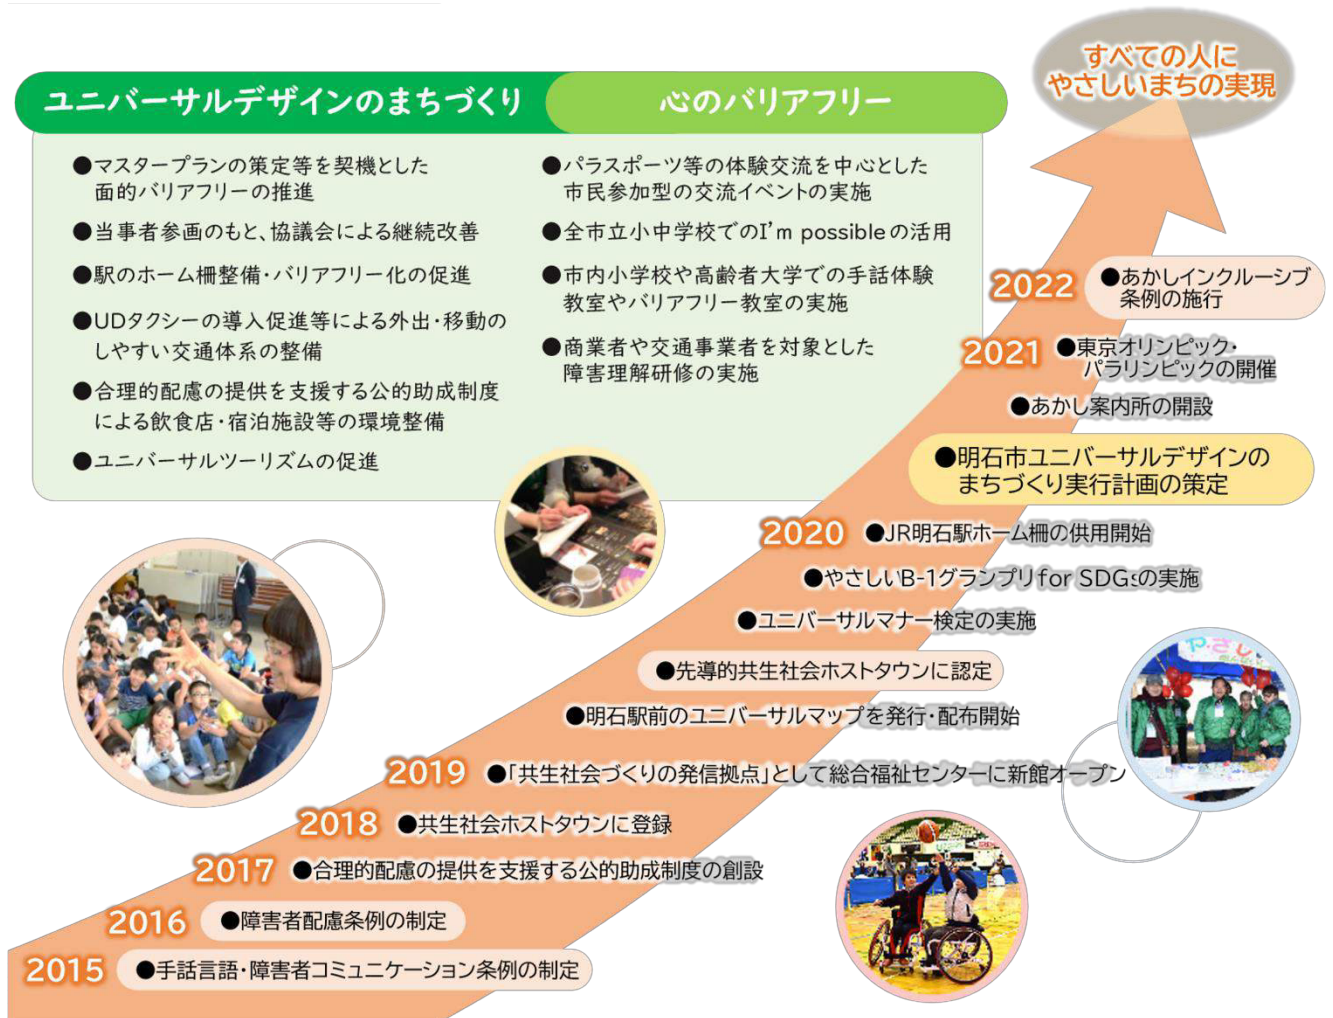 すべての人に
やさしいまちの実現
ユニバーサルデザインのまちづくり
心のバリアフリー
●マスタープランの策定等を契機とした
面的バリアフリーの推進
●当事者参画のもと、協議会による継続改善
●駅のホーム柵整備・バリアフリー化の促進
●UDタクシーの導入促進等による外出・移動の
しやすい交通体系の整備
●合理的配慮の提供を支援する公的助成制度
による飲食店・宿泊施設等の環境整備
●ユニバーサルツーリズムの促進
●パラスポーツ等の体験交流を中心とした
市民参加型の交流イベントの実施
●全市立小中学校でのI'm possibleの活用
●市内小学校や高齢者大学での手話体験
教室やバリアフリー教室の実施
●商業者や交通事業者を対象とした
障害理解研修の実施
2022 ●あかしインクルーシブ
条例の施行
2021 ●東京オリンピック・
パラリンピックの開催
●あかし案内所の開設
●明石市ユニバーサルデザインの
まちづくり実行計画の策定
2020 ●JR明石駅ホーム柵の供用開始
●やさしいB-1グランプリfor SDGsの実施
●ユニバーサルマナー検定の実施
●先導的共生社会ホストタウンに認定
●明石駅前のユニバーサルマップを発行・配布開始
2019 ●「共生社会づくりの発信拠点」として総合福祉センターに新館オープン
2018 ●共生社会ホストタウンに登録
2017 ●合理的配慮の提供を支援する公的助成制度の創設
2016 ●障害者配慮条例の制定
2015 ●手話言語・障害者コミュニケーション条例の制定
やさし